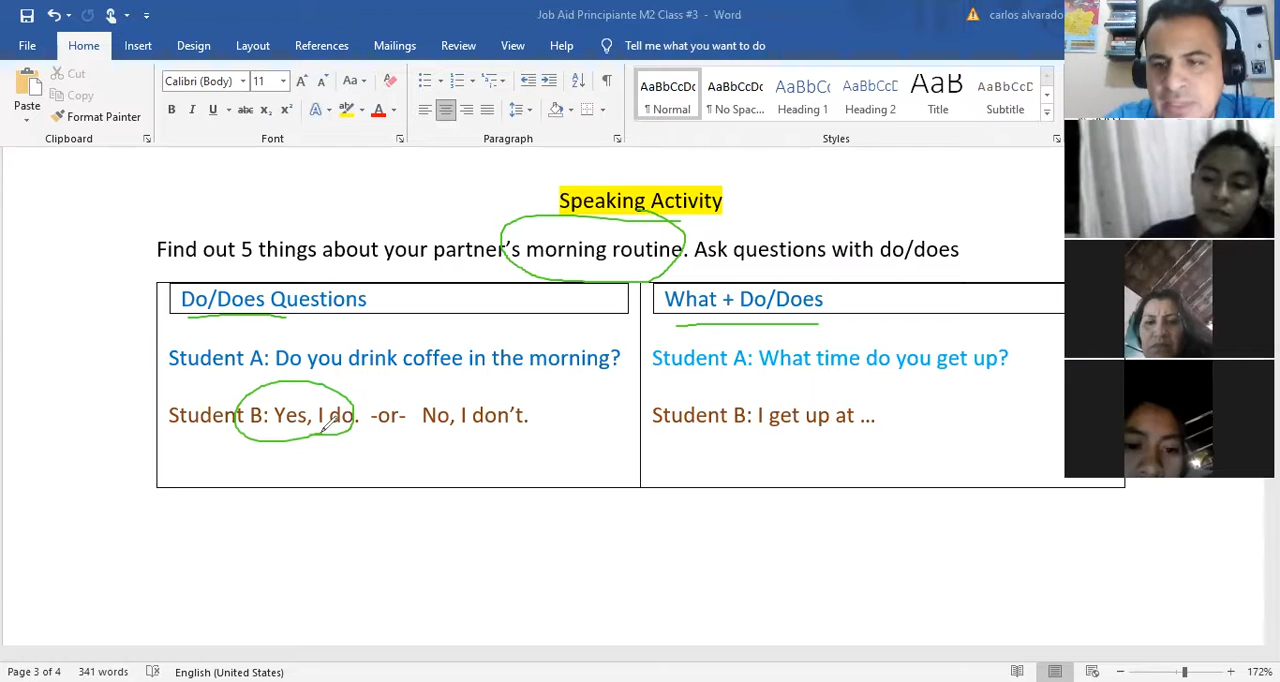 Job Aid Principiante M2 Class #3 - Word
carlos alvarado
File Home Insert Design Layout References Mailings Review View Help Tell me what you want to do
Paste
Cut
Copy
Format Painter
Clipboard
Calibri (Body) 11
Font
Paragraph
AaBbCcDc AaBbCcDc AaBbCc AaBbCcC AaB AaBbCcC
¶ Normal ¶ No Spac... Heading 1 Heading 2 Title Subtitle
Styles
Speaking Activity
Find out 5 things about your partner's morning routine. Ask questions with do/does
Do/Does Questions
Student A: Do you drink coffee in the morning?
Student B: Yes, I do. -or- No, I don't.
What + Do/Does
Student A: What time do you get up?
Student B: I get up at ...
Page 3 of 4 341 words English (United States) 172%